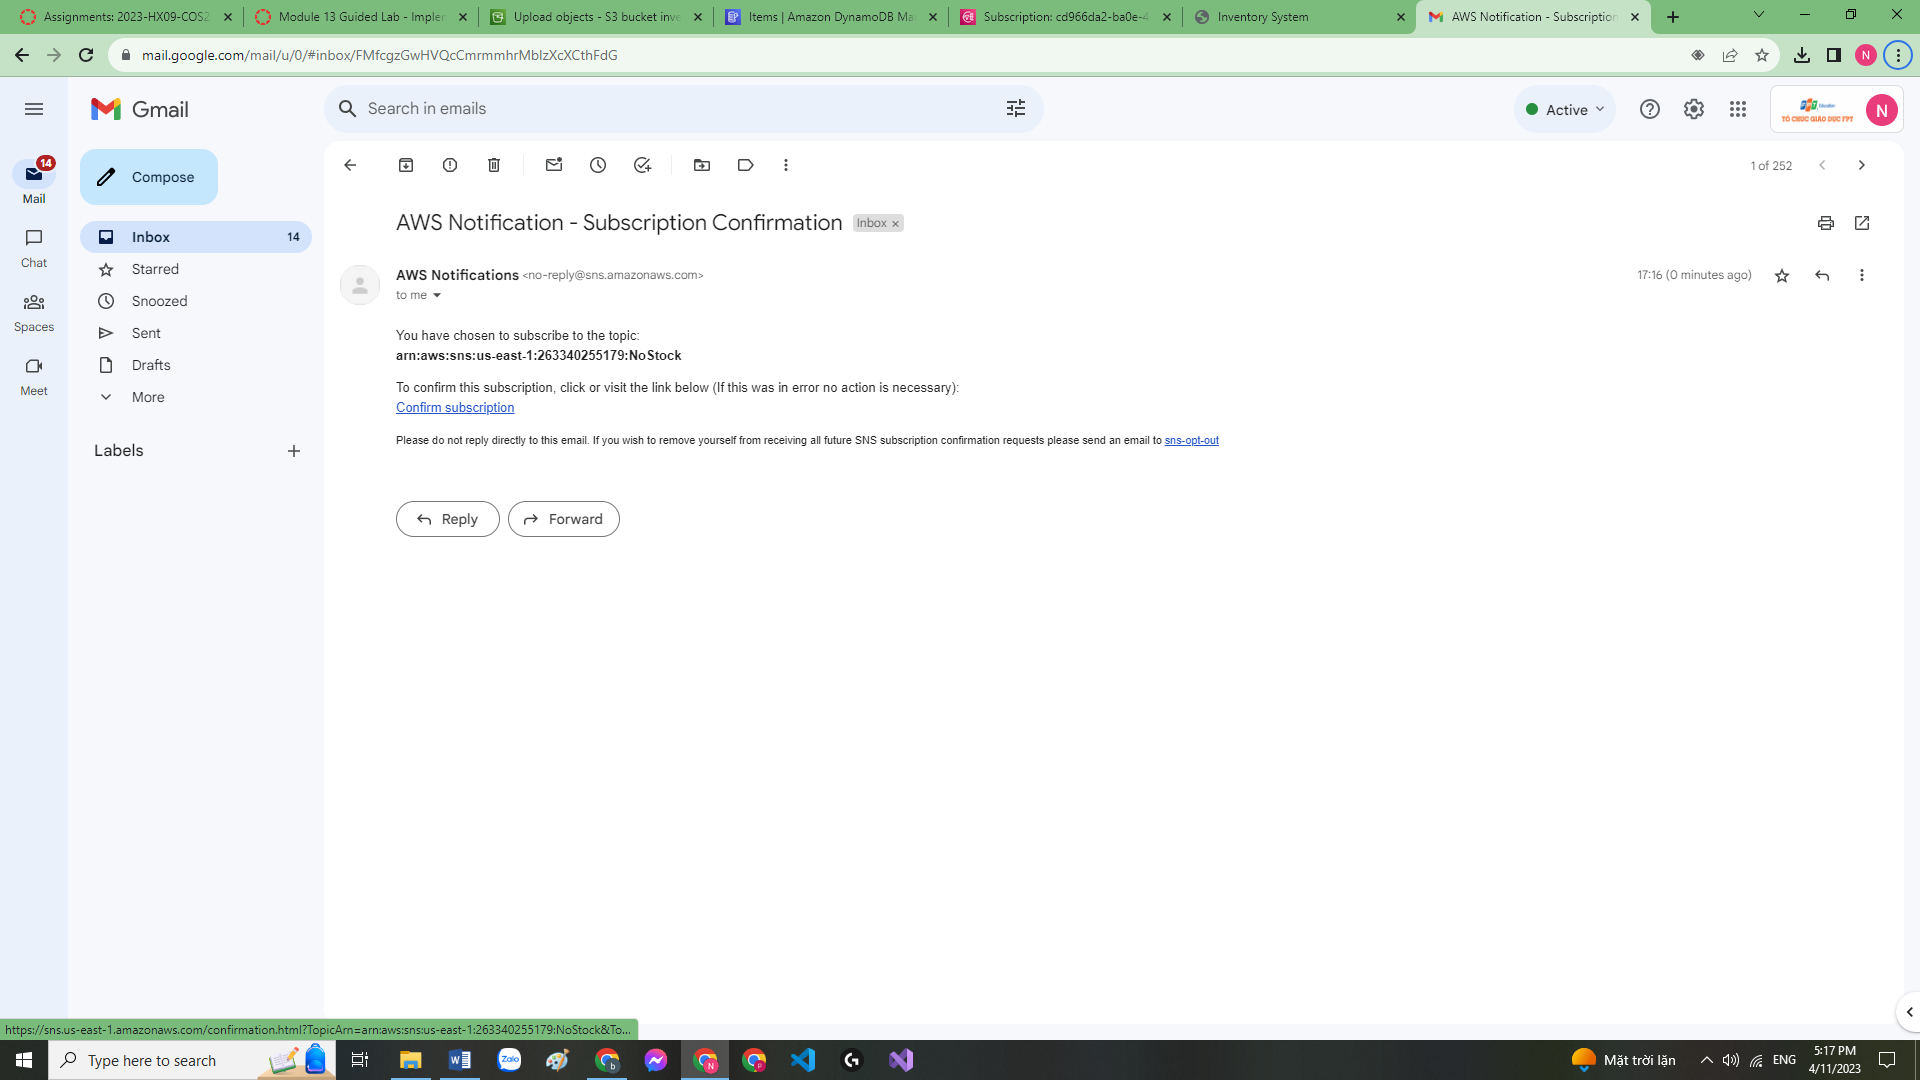 Assignments: 2023-HX09-COS2
Module 13 Guided Lab - Impler
Upload objects - S3 bucket inve
Items | Amazon DynamoDB Ma
Subscription: cd966da2-ba0e-4
Inventory System
AWS Notification - Subscription
mail.google.com/mail/u/0/#inbox/FMfcgzGwHVQcCmrmmhrMblzXcXCthFdG
N
Gmail
Search in emails
Active
Education
TỔ CHỨC GIÁO DỤC FPT
N
14
Mail
Chat
Spaces
Meet
Compose
Inbox 14
Starred
Snoozed
Sent
Drafts
More
Labels
1 of 252
AWS Notification - Subscription Confirmation Inbox
AWS Notifications <no-reply@sns.amazonaws.com>
17:16 (0 minutes ago)
to me
You have chosen to subscribe to the topic:
arn:aws:sns:us-east-1:263340255179:NoStock
To confirm this subscription, click or visit the link below (If this was in error no action is necessary):
Confirm subscription
Please do not reply directly to this email. If you wish to remove yourself from receiving all future SNS subscription confirmation requests please send an email to sns-opt-out
Reply
Forward
https://sns.us-east-1.amazonaws.com/confirmation.html?TopicArn=arn:aws:sns:us-east-1:263340255179:NoStock&To...
Type here to search
Zalo
b
N
P
Mặt trời lặn
ENG
5:17 PM
4/11/2023